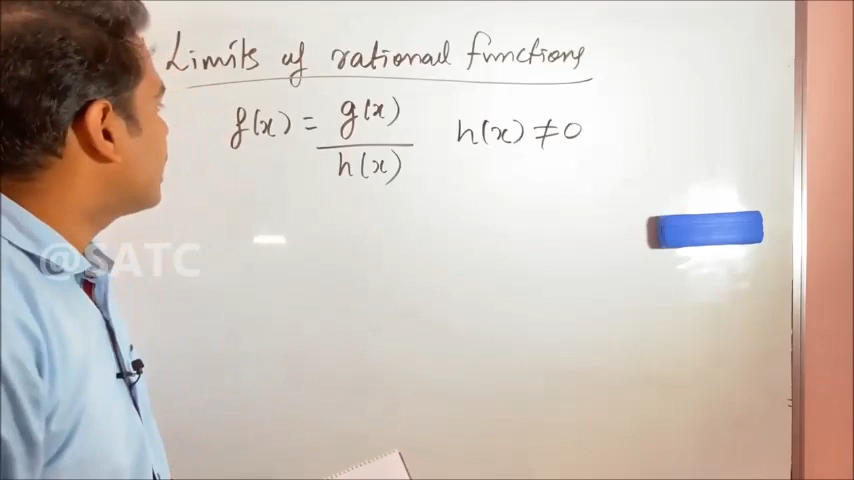 Limits of rational functions
f(x) = g(x) / h(x)    h(x) ≠ 0
@SATC